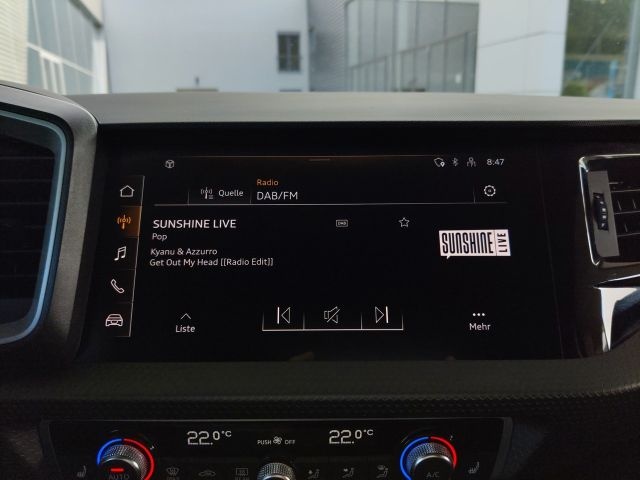 8:47
Quelle
Radio
DAB/FM
SUNSHINE LIVE
DAB
Pop
Kyanu & Azzurro
Get Out My Head [[Radio Edit]]
SUNSHINE LIVE
Liste
Mehr
22.0°C
PUSH OFF
22.0°C
AUTO
A/C